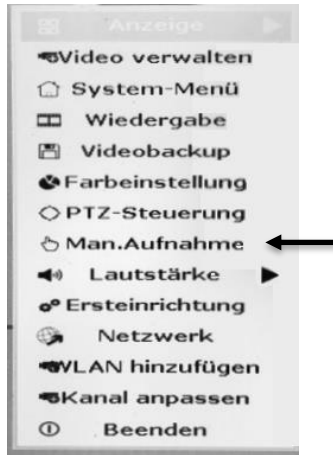 Anzeige
Video verwalten
System-Menü
Wiedergabe
Videobackup
Farbeinstellung
PTZ-Steuerung
Man.Aufnahme
Lautstärke
Ersteinrichtung
Netzwerk
WLAN hinzufügen
Kanal anpassen
Beenden